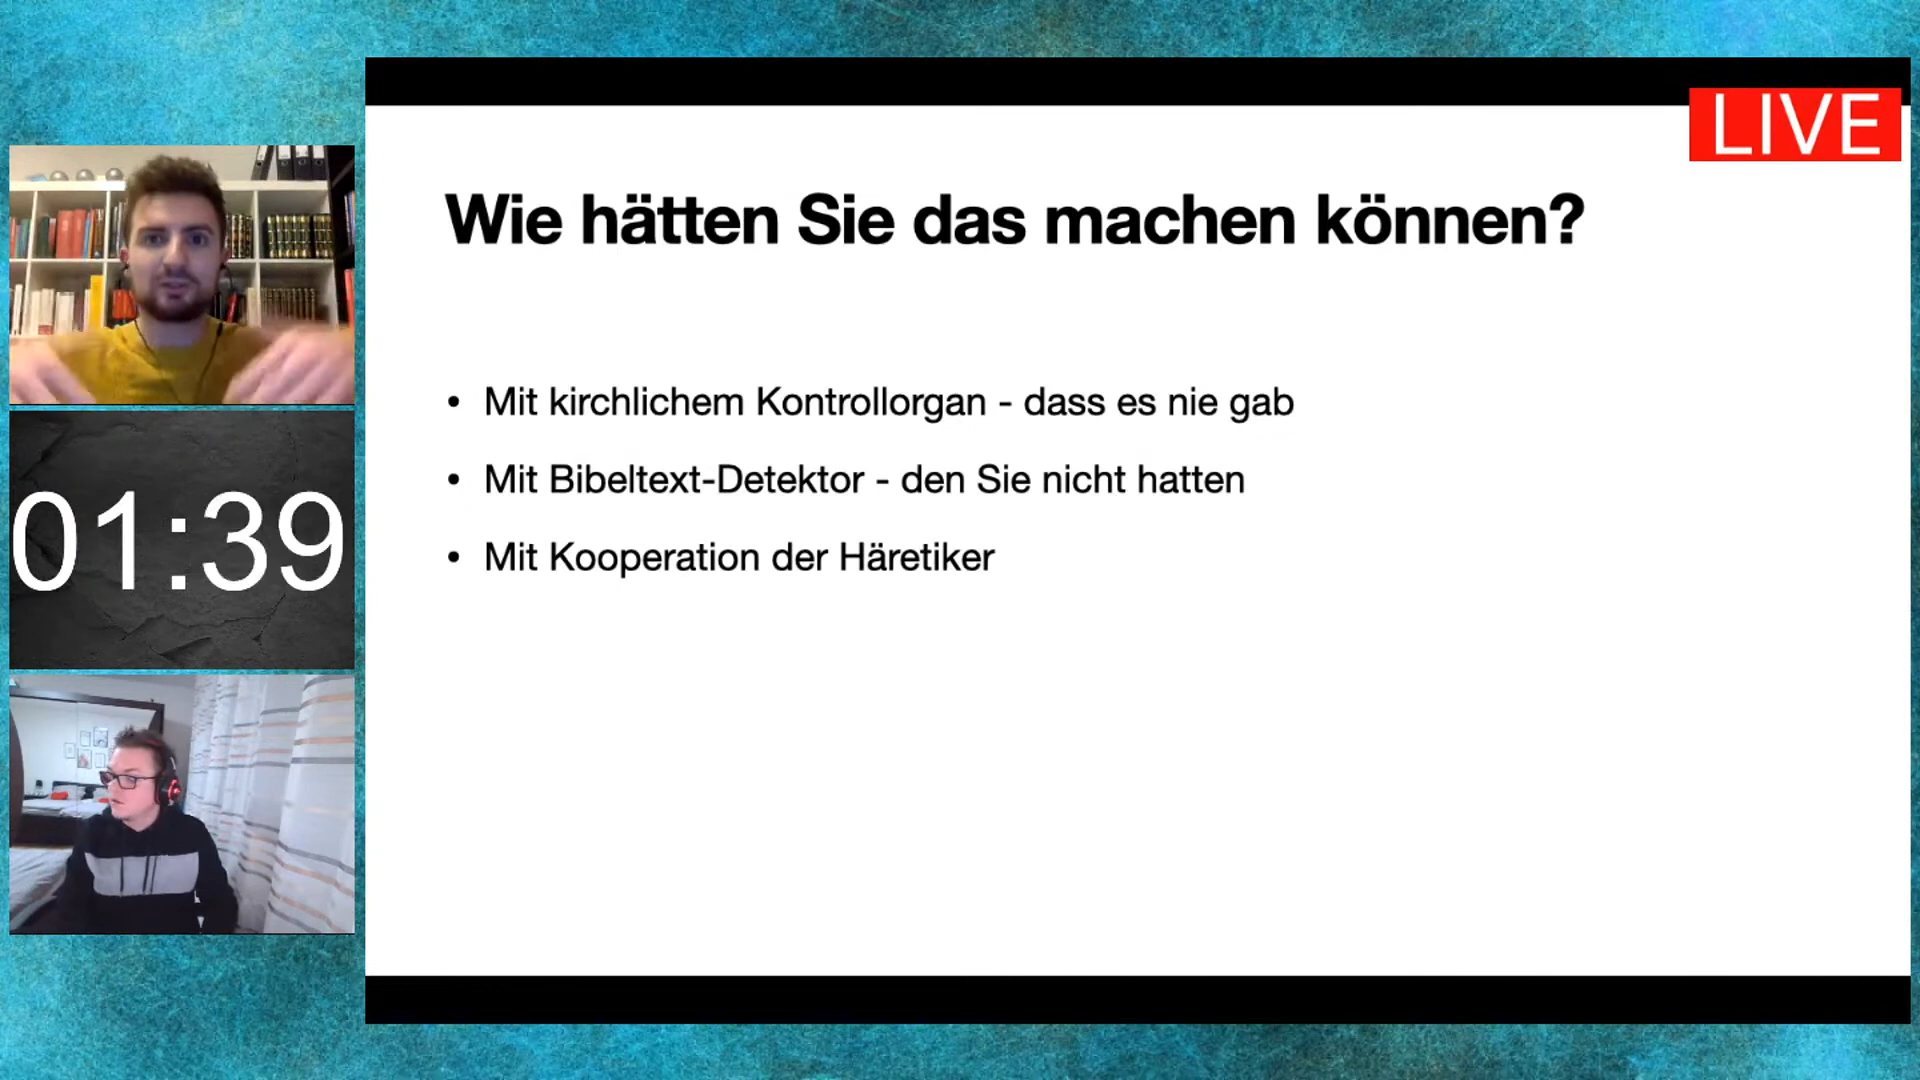 LIVE
Wie hätten Sie das machen können?
• Mit kirchlichem Kontrollorgan - dass es nie gab
• Mit Bibeltext-Detektor - den Sie nicht hatten
• Mit Kooperation der Häretiker
01:39